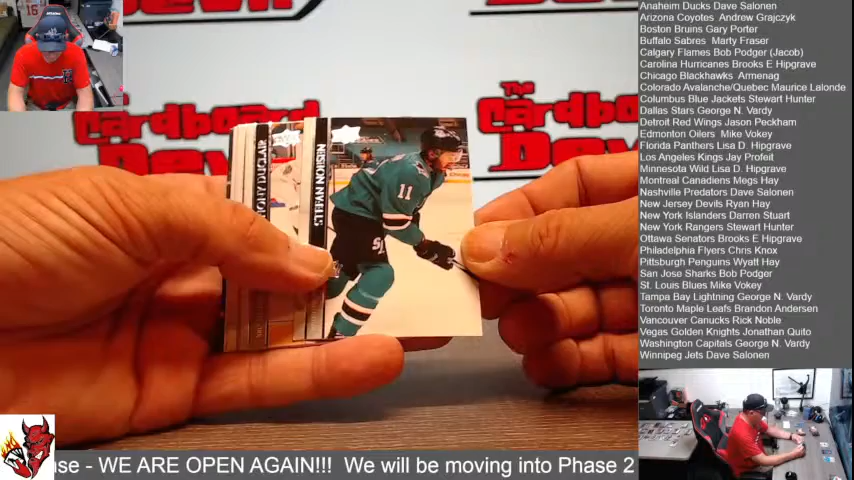 Anaheim Ducks Dave Salonen
Arizona Coyotes Andrew Grajczyk
Boston Bruins Gary Porter
Buffalo Sabres Marty Fraser
Calgary Flames Bob Podger (Jacob)
Carolina Hurricanes Brooks E Hipgrave
Chicago Blackhawks Armenag
Colorado Avalanche/Quebec Maurice Lalonde
Columbus Blue Jackets Stewart Hunter
Dallas Stars George N. Vardy
Detroit Red Wings Jason Peckham
Edmonton Oilers Mike Vokey
Florida Panthers Lisa D. Hipgrave
Los Angeles Kings Jay Profeit
Minnesota Wild Lisa D. Hipgrave
Montreal Canadiens Megs Hay
Nashville Predators Dave Salonen
New Jersey Devils Ryan Hay
New York Islanders Darren Stuart
New York Rangers Stewart Hunter
Ottawa Senators Brooks E Hipgrave
Philadelphia Flyers Chris Knox
Pittsburgh Penguins Wyatt Hay
San Jose Sharks Bob Podger
St. Louis Blues Mike Vokey
Tampa Bay Lightning George N. Vardy
Toronto Maple Leafs Brandon Andersen
Vancouver Canucks Rick Noble
Vegas Golden Knights Jonathan Quito
Washington Capitals George N. Vardy
Winnipeg Jets Dave Salonen
The
Cardboard
The
DUCLAIR
11
use - WE ARE OPEN AGAIN!!! We will be moving into Phase 2